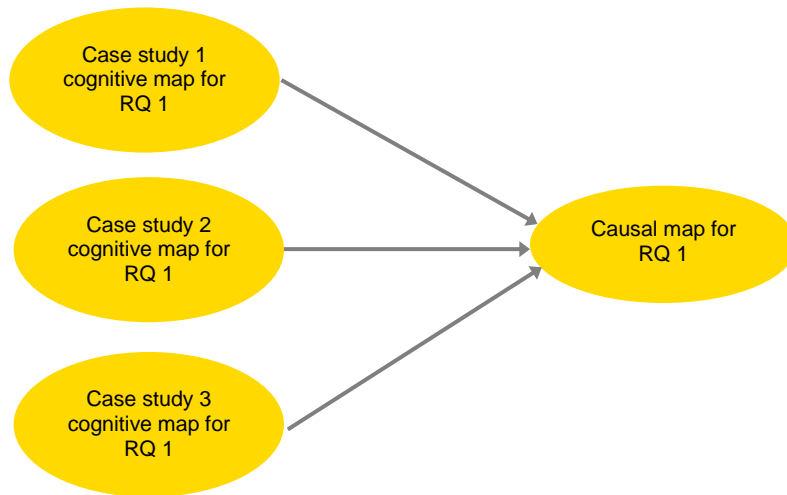 Case study 1
cognitive map for
RQ 1
Case study 2
cognitive map for
RQ 1
Causal map for
RQ 1
Case study 3
cognitive map for
RQ 1